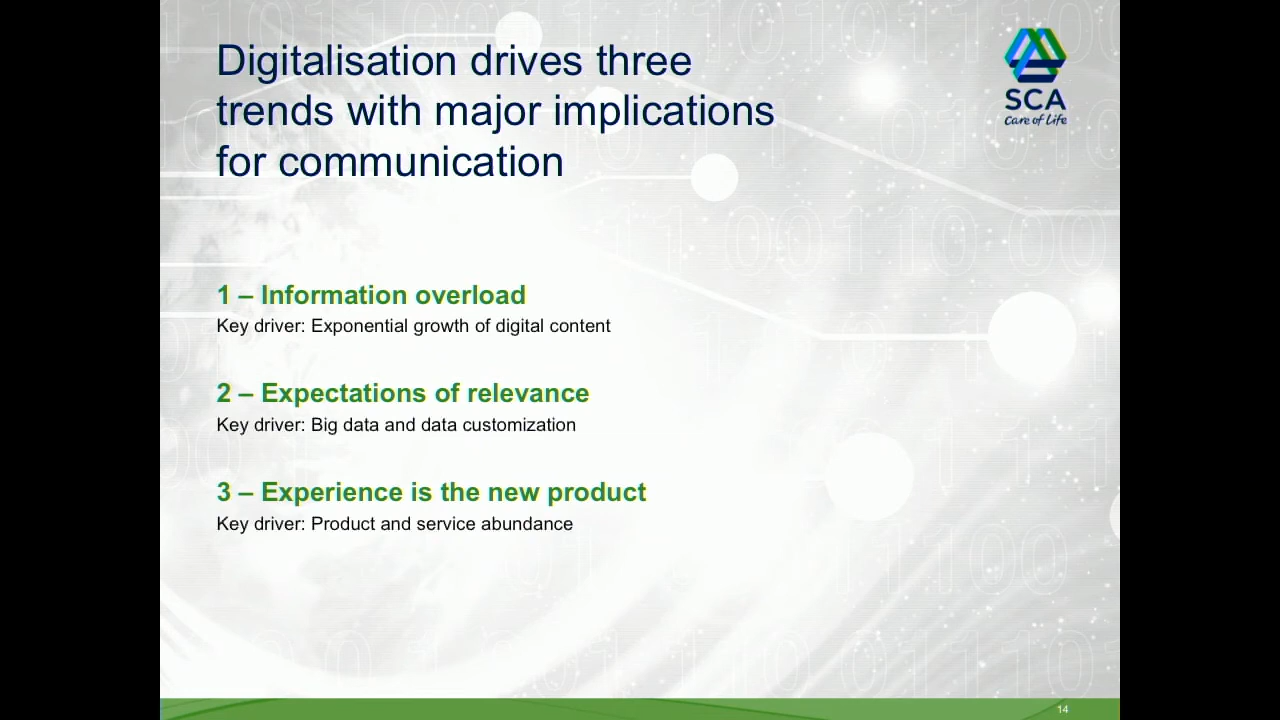 Digitalisation drives three
trends with major implications
for communication
SCA
Care of Life
1 – Information overload
Key driver: Exponential growth of digital content
2 – Expectations of relevance
Key driver: Big data and data customization
3 – Experience is the new product
Key driver: Product and service abundance
14